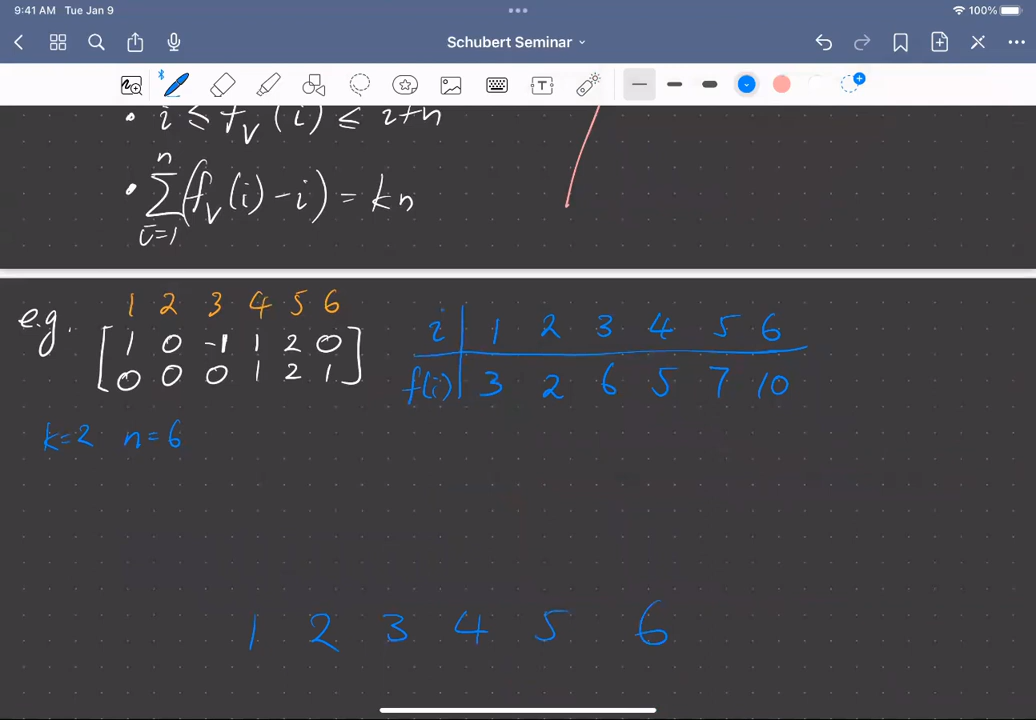 9:41 AM Tue Jan 9
100%
Schubert Seminar
• i ≤ f_V (i) ≤ i+n
• n∑i=1 (f_V (i) - i) = kn
e.g. 1 2 3 4 5 6
[1 0 -1 1 2 0
0 0 0 1 2 1]
i | 1 2 3 4 5 6
f(i) | 3 2 6 5 7 10
k=2 n=6
1 2 3 4 5 6